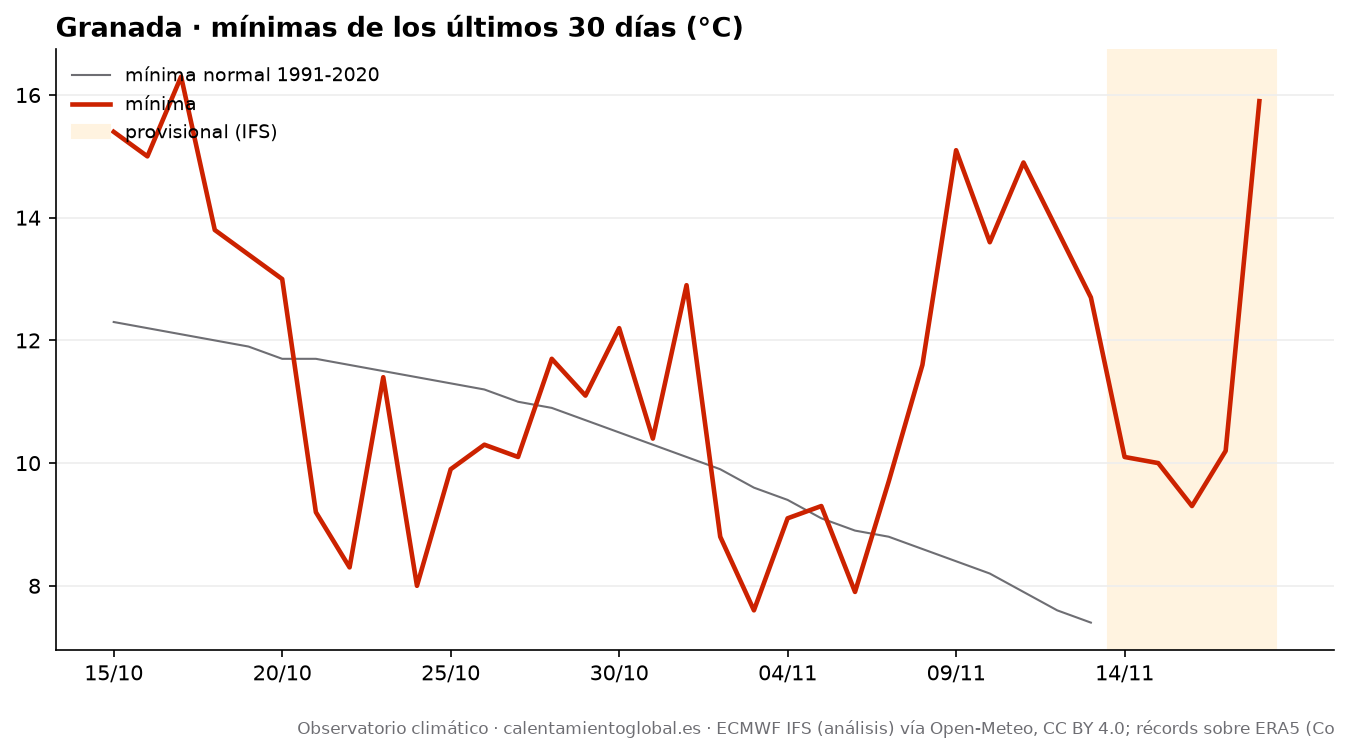 Granada · mínimas de los últimos 30 días (°C)
mínima normal 1991-2020
mínima
provisional (IFS)
16
14
12
10
8
15/10 20/10 25/10 30/10 04/11 09/11 14/11
Observatorio climático · calentamientoglobal.es · ECMWF IFS (análisis) vía Open-Meteo, CC BY 4.0; récords sobre ERA5 (Co